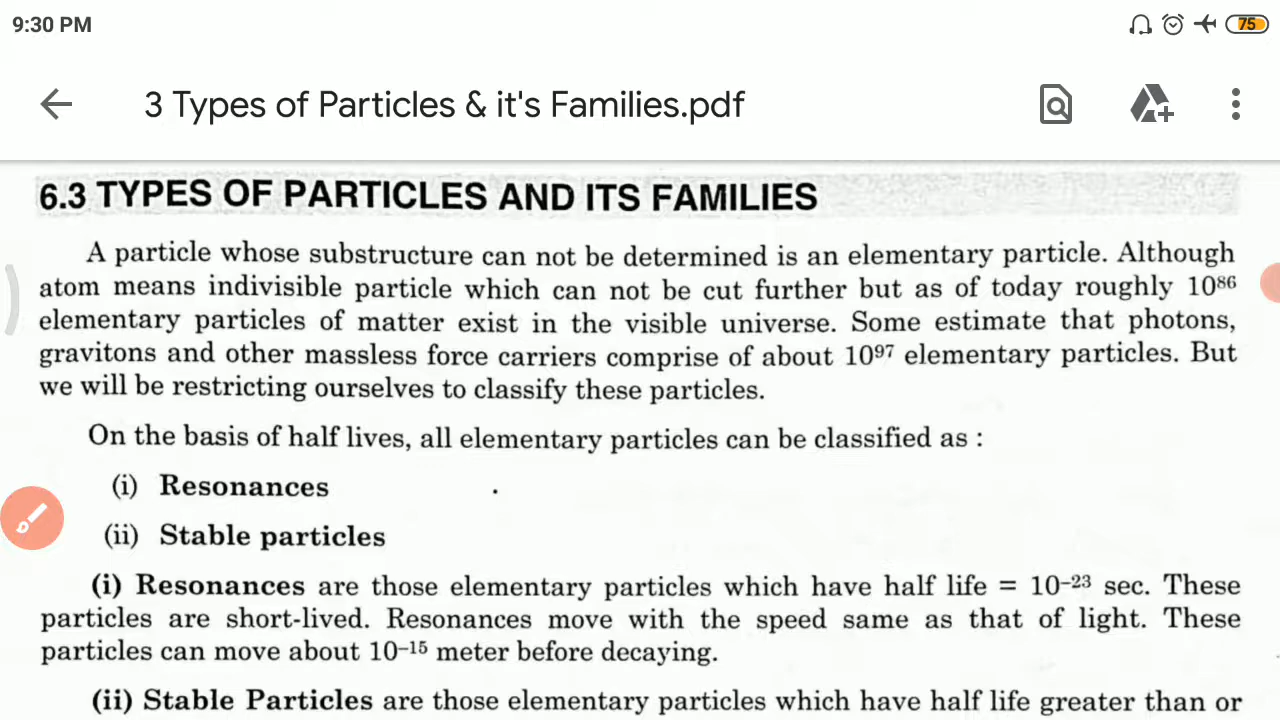 9:30 PM
75
3 Types of Particles & it's Families.pdf
6.3 TYPES OF PARTICLES AND ITS FAMILIES
A particle whose substructure can not be determined is an elementary particle. Although
atom means indivisible particle which can not be cut further but as of today roughly 10⁸⁶
elementary particles of matter exist in the visible universe. Some estimate that photons,
gravitons and other massless force carriers comprise of about 10⁹⁷ elementary particles. But
we will be restricting ourselves to classify these particles.
On the basis of half lives, all elementary particles can be classified as :
(i) Resonances
(ii) Stable particles
(i) Resonances are those elementary particles which have half life = 10⁻²³ sec. These
particles are short-lived. Resonances move with the speed same as that of light. These
particles can move about 10⁻¹⁵ meter before decaying.
(ii) Stable Particles are those elementary particles which have half life greater than or